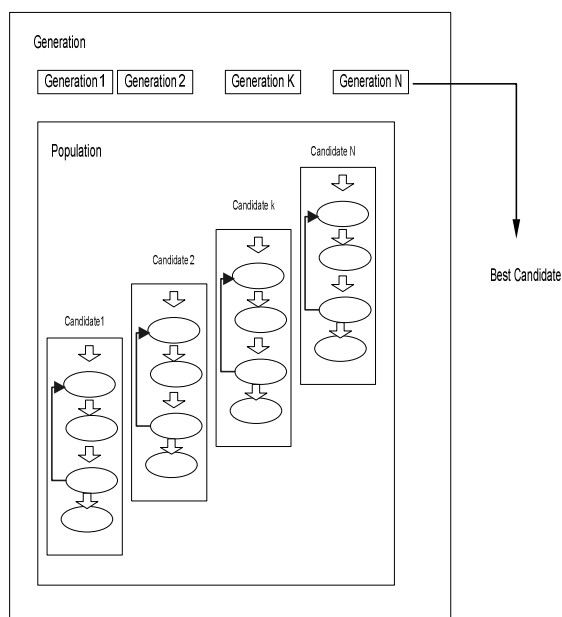 Generation
Generation 1 Generation 2 Generation K Generation N
Population
Candidate N
Candidate k
Candidate 2
Candidate1
Best Candidate